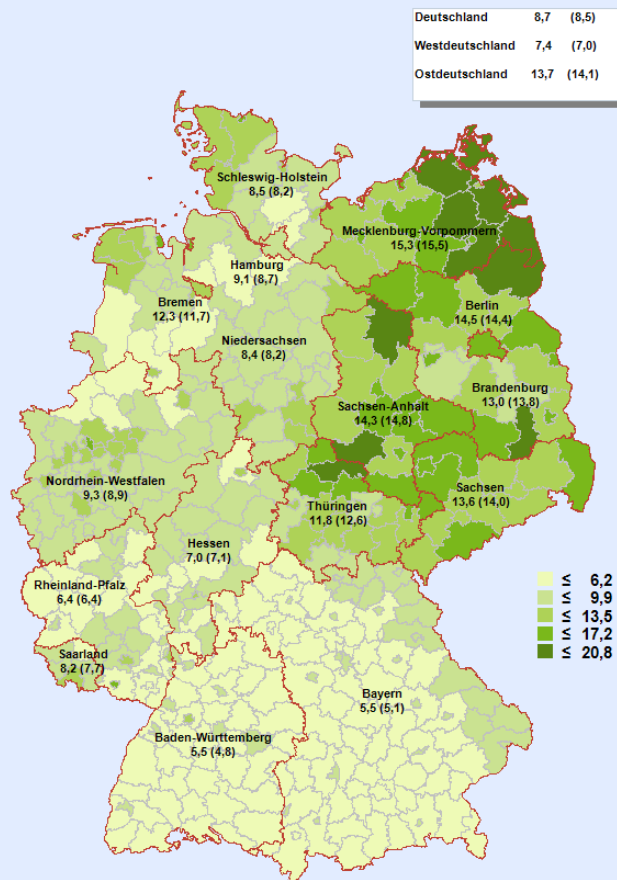 Deutschland 8,7 (8,5)
Westdeutschland 7,4 (7,0)
Ostdeutschland 13,7 (14,1)
Schleswig-Holstein
8,5 (8,2)
Mecklenburg-Vorpommern
15,3 (15,5)
Hamburg
9,1 (8,7)
Bremen
12,3 (11,7)
Berlin
14,5 (14,4)
Niedersachsen
8,4 (8,2)
Brandenburg
13,0 (13,8)
Sachsen-Anhalt
14,3 (14,8)
Nordrhein-Westfalen
9,3 (8,9)
Sachsen
13,6 (14,0)
Thüringen
11,8 (12,6)
Hessen
7,0 (7,1)
Rheinland-Pfalz
6,4 (6,4)
Saarland
8,2 (7,7)
Bayern
5,5 (5,1)
Baden-Württemberg
5,5 (4,8)
≤ 6,2
≤ 9,9
≤ 13,5
≤ 17,2
≤ 20,8